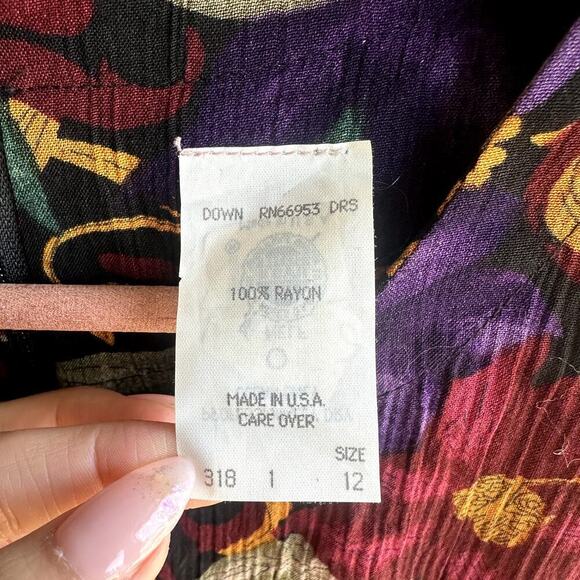 DOWN RN66953 DRS
100% RAYON
MADE IN U.S.A.
CARE OVER
SIZE
318 1 12